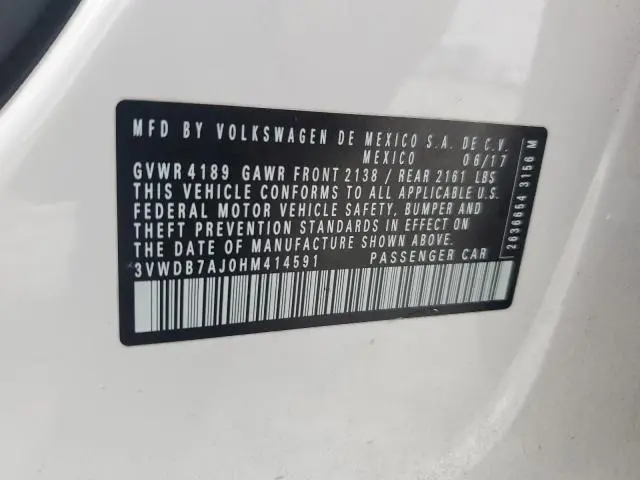 MFD BY VOLKSWAGEN DE MEXICO S.A. DE C.V.
MEXICO 06/17
GVWR 4189 GAWR FRONT 2138 / REAR 2161 LBS
THIS VEHICLE CONFORMS TO ALL APPLICABLE U.S.
FEDERAL MOTOR VEHICLE SAFETY, BUMPER AND
THEFT PREVENTION STANDARDS IN EFFECT ON
THE DATE OF MANUFACTURE SHOWN ABOVE.
3VWDB7AJ0HM414591 PASSENGER CAR
2636654 3156 M